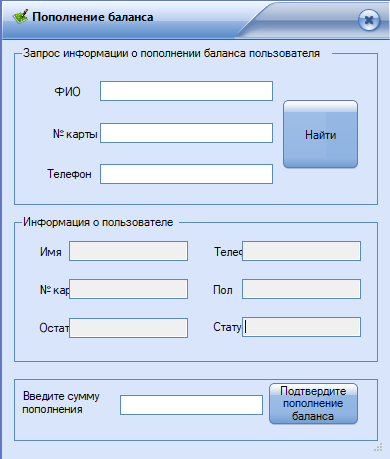 Пополнение баланса
Запрос информации о пополнении баланса пользователя
ФИО
№ карты
Найти
Телефон
Информация о пользователе
Имя
Телеф
№ кар
Пол
Остат
Стату
Введите сумму
пополнения
Подтвердите
пополнение
баланса